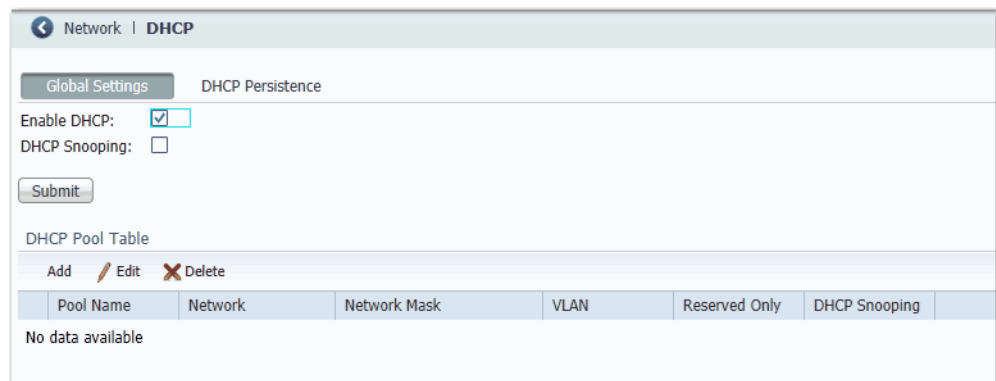 Network | DHCP
Global Settings DHCP Persistence
Enable DHCP:
DHCP Snooping:
Submit
DHCP Pool Table
Add Edit Delete
Pool Name Network Network Mask VLAN Reserved Only DHCP Snooping
No data available